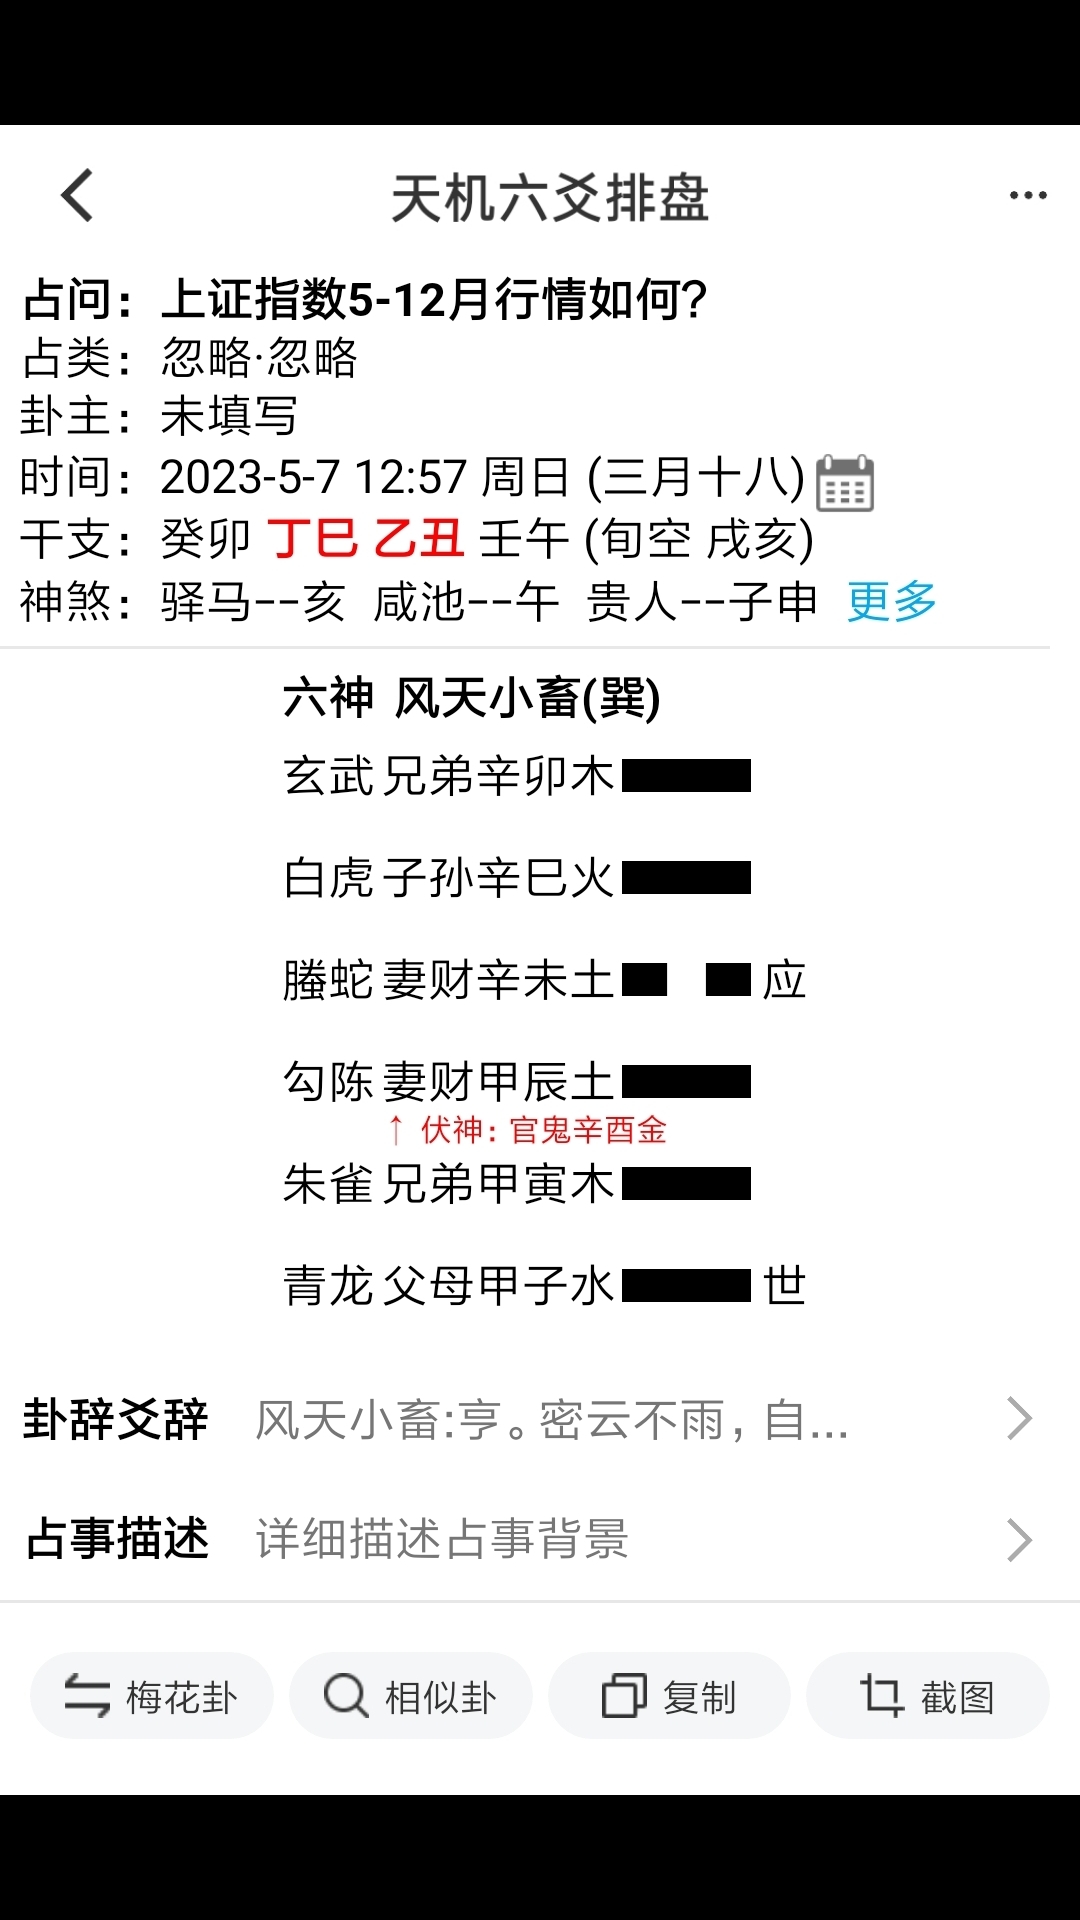 天机六爻排盘
占问：上证指数5-12月行情如何?
占类：忽略·忽略
卦主：未填写
时间：2023-5-7 12:57 周日 (三月十八)
干支：癸卯 丁巳 乙丑 壬午 (旬空 戌亥)
神煞：驿马--亥 咸池--午 贵人--子申 更多
六神 风天小畜(巽)
玄武 兄弟辛卯木
白虎 子孙辛巳火
螣蛇 妻财辛未土 应
勾陈 妻财甲辰土
↑ 伏神：官鬼辛酉金
朱雀 兄弟甲寅木
青龙 父母甲子水 世
卦辞爻辞 风天小畜:亨。密云不雨，自...
占事描述 详细描述占事背景
梅花卦 相似卦 复制 截图